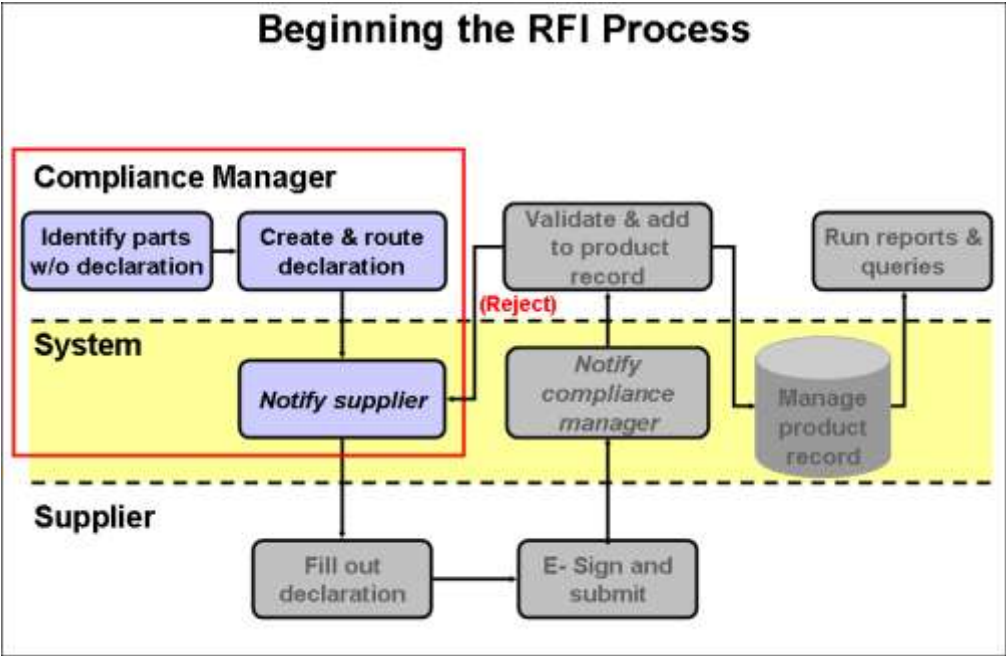 Beginning the RFI Process
Compliance Manager
Identify parts
w/o declaration
Create & route
declaration
Validate & add
to product
record
Run reports &
queries
(Reject)
System
Notify supplier
Notify
compliance
manager
Manage
product
record
Supplier
Fill out
declaration
E- Sign and
submit